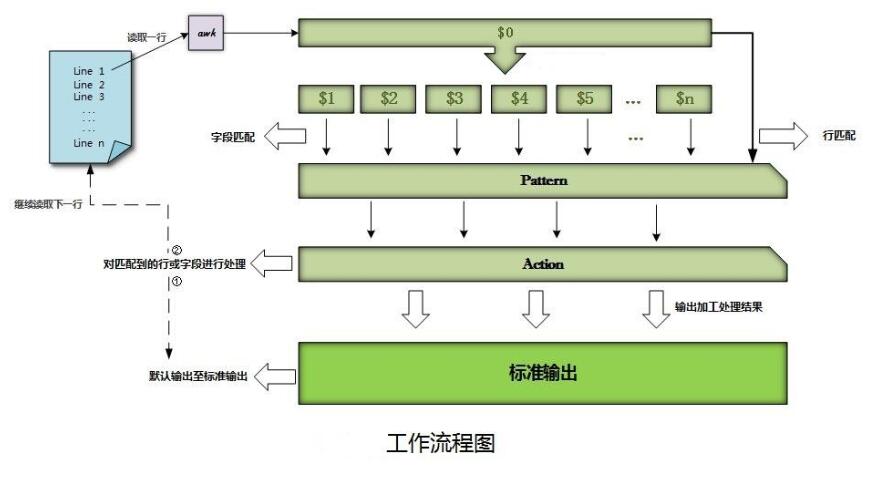 读取一行
awk
$0
Line 1
Line 2
Line 3
...
...
...
Line n
$1 $2 $3 $4 $5 ... $n
字段匹配
...
行匹配
Pattern
继续读取下一行
②
对匹配到的行或字段进行处理
①
Action
输出加工处理结果
默认输出至标准输出
标准输出
工作流程图